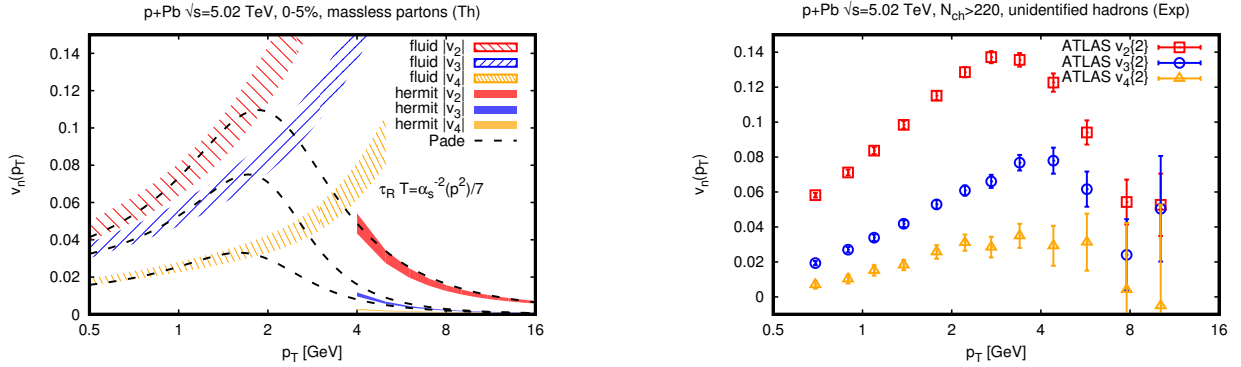 p+Pb √s=5.02 TeV, 0-5%, massless partons (Th)
v_n(p_T)
0.14
0.12
0.1
0.08
0.06
0.04
0.02
0
0.5 1 2 4 8 16
p_T [GeV]
fluid |v_2|
fluid |v_3|
fluid |v_4|
hermit |v_2|
hermit |v_3|
hermit |v_4|
Pade
τ_R T=α_s^-2(p^2)/7
p+Pb √s=5.02 TeV, N_ch>220, unidentified hadrons (Exp)
v_n(p_T)
0.14
0.12
0.1
0.08
0.06
0.04
0.02
0
0.5 1 2 4 8 16
p_T [GeV]
ATLAS v_2{2}
ATLAS v_3{2}
ATLAS v_4{2}